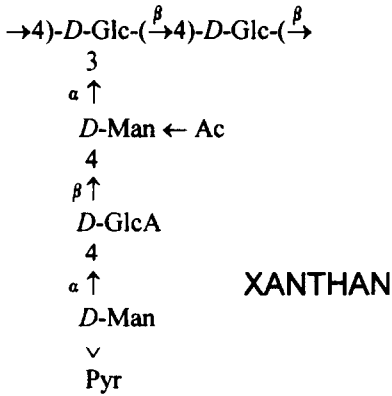 →4)-D-Glc-(β→4)-D-Glc-(β→
3
α ↑
D-Man ← Ac
4
β ↑
D-GlcA
4
α ↑
XANTHAN
D-Man
v
Pyr